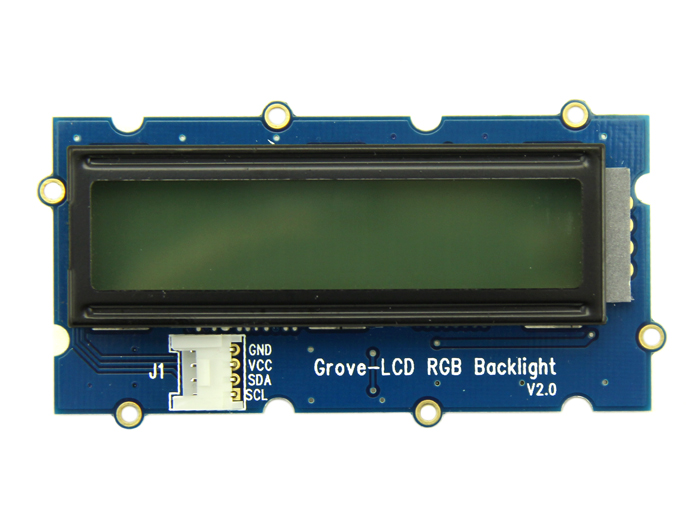 J1
GND
VCC
SDA
SCL
Grove-LCD RGB Backlight
V2.0